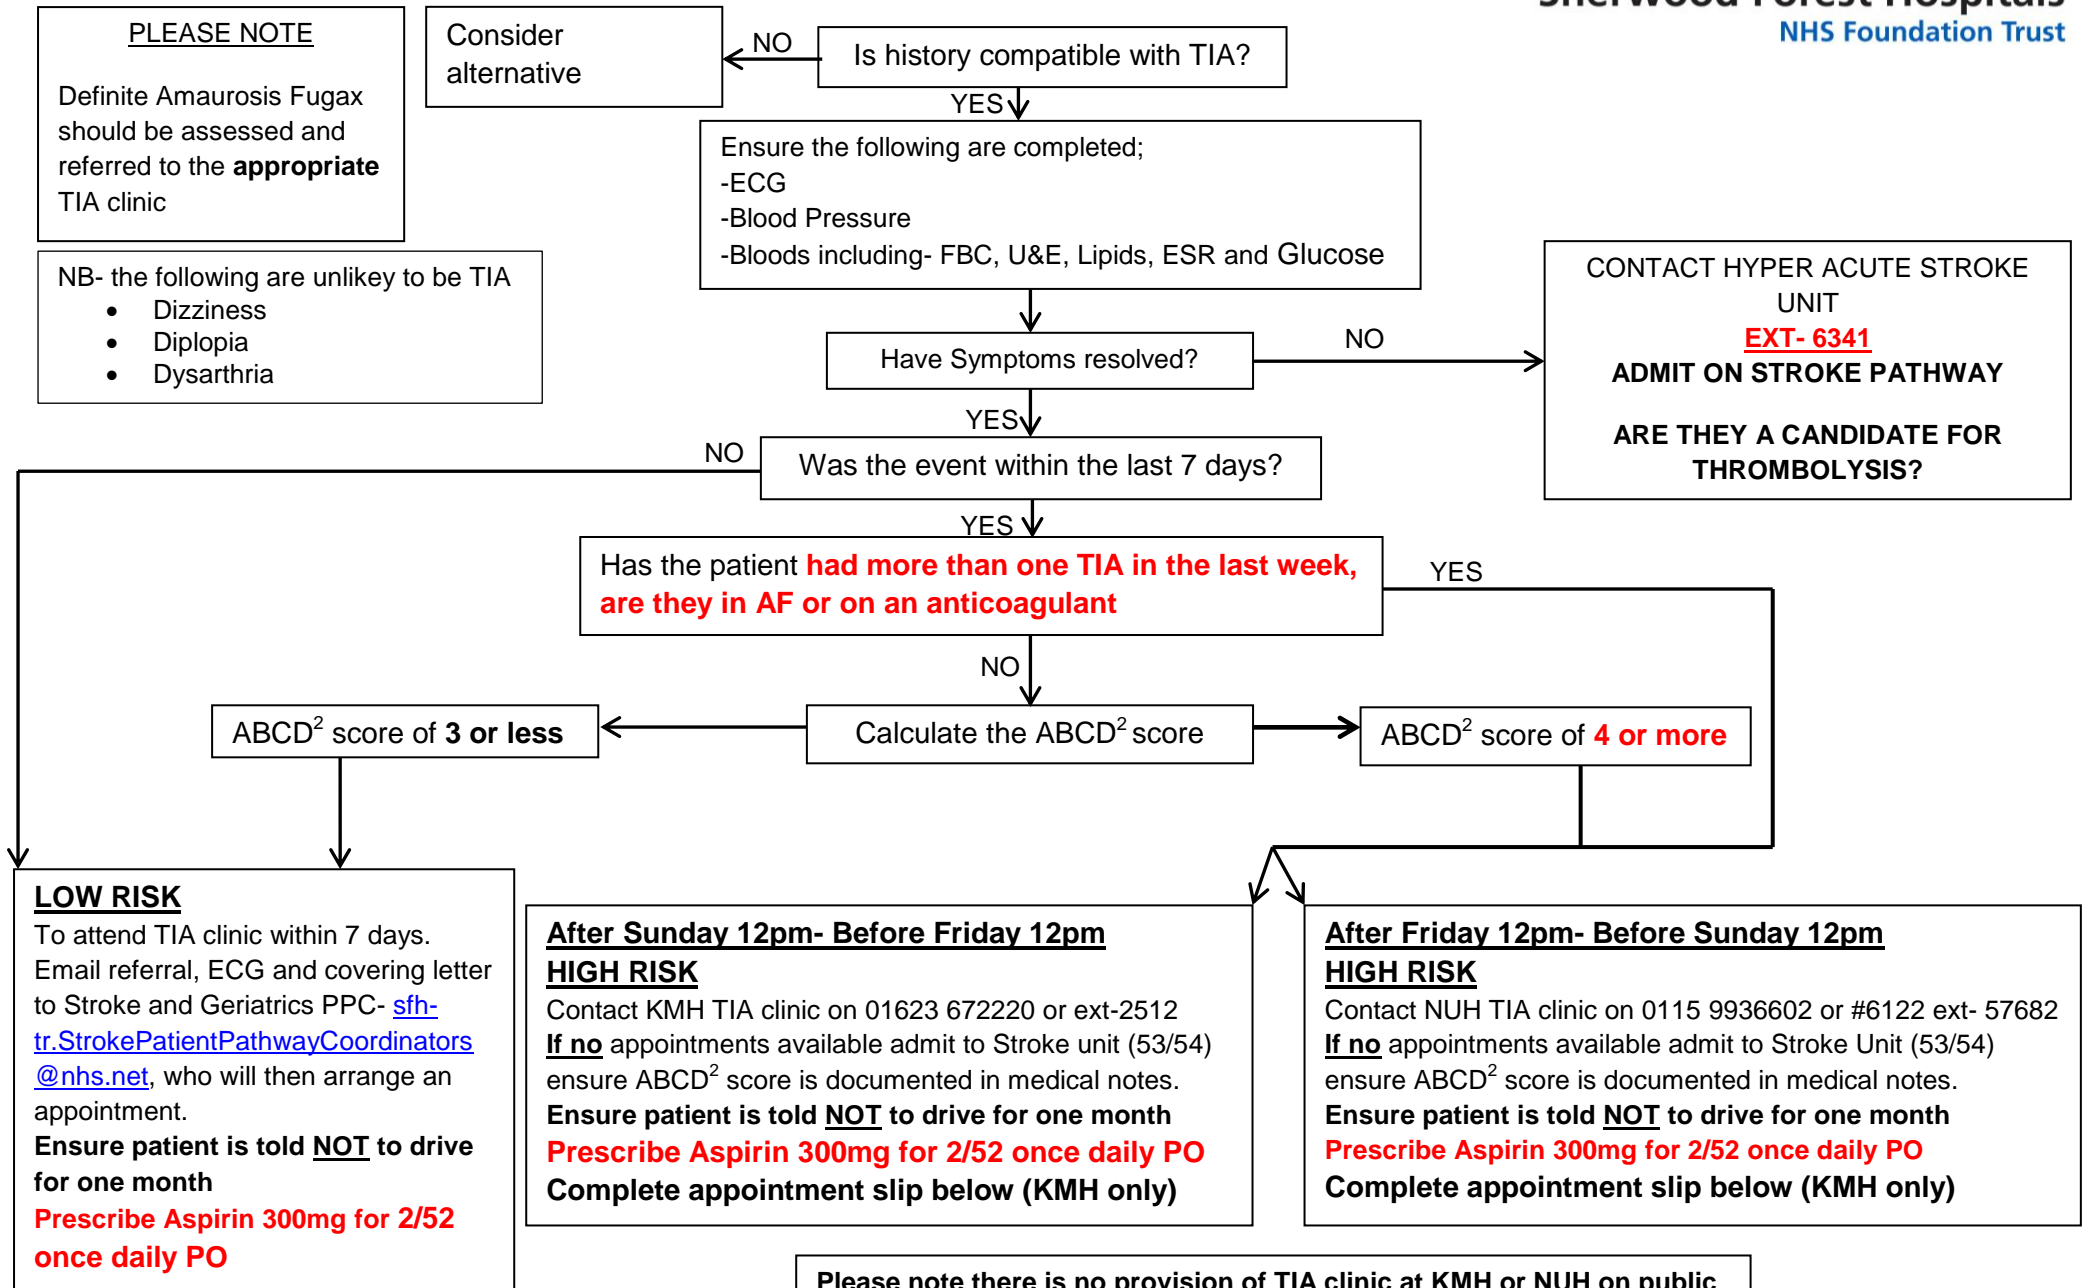 Sherwood Forest Hospitals
NHS Foundation Trust
PLEASE NOTE
Definite Amaurosis Fugax
should be assessed and
referred to the appropriate
TIA clinic
Consider
alternative
NO
Is history compatible with TIA?
YES
Ensure the following are completed;
-ECG
-Blood Pressure
-Bloods including- FBC, U&E, Lipids, ESR and Glucose
NB- the following are unlikey to be TIA
• Dizziness
• Diplopia
• Dysarthria
Have Symptoms resolved?
NO
CONTACT HYPER ACUTE STROKE
UNIT
EXT- 6341
ADMIT ON STROKE PATHWAY
ARE THEY A CANDIDATE FOR
THROMBOLYSIS?
YES
NO
Was the event within the last 7 days?
YES
Has the patient had more than one TIA in the last week,
are they in AF or on an anticoagulant
YES
NO
ABCD2 score of 3 or less
Calculate the ABCD2 score
ABCD2 score of 4 or more
LOW RISK
To attend TIA clinic within 7 days.
Email referral, ECG and covering letter
to Stroke and Geriatrics PPC- sfh-
tr.StrokePatientPathwayCoordinators
@nhs.net, who will then arrange an
appointment.
Ensure patient is told NOT to drive
for one month
Prescribe Aspirin 300mg for 2/52
once daily PO
After Sunday 12pm- Before Friday 12pm
HIGH RISK
Contact KMH TIA clinic on 01623 672220 or ext-2512
If no appointments available admit to Stroke unit (53/54)
ensure ABCD2 score is documented in medical notes.
Ensure patient is told NOT to drive for one month
Prescribe Aspirin 300mg for 2/52 once daily PO
Complete appointment slip below (KMH only)
After Friday 12pm- Before Sunday 12pm
HIGH RISK
Contact NUH TIA clinic on 0115 9936602 or #6122 ext- 57682
If no appointments available admit to Stroke Unit (53/54)
ensure ABCD2 score is documented in medical notes.
Ensure patient is told NOT to drive for one month
Prescribe Aspirin 300mg for 2/52 once daily PO
Complete appointment slip below (KMH only)
Please note there is no provision of TIA clinic at KMH or NUH on public